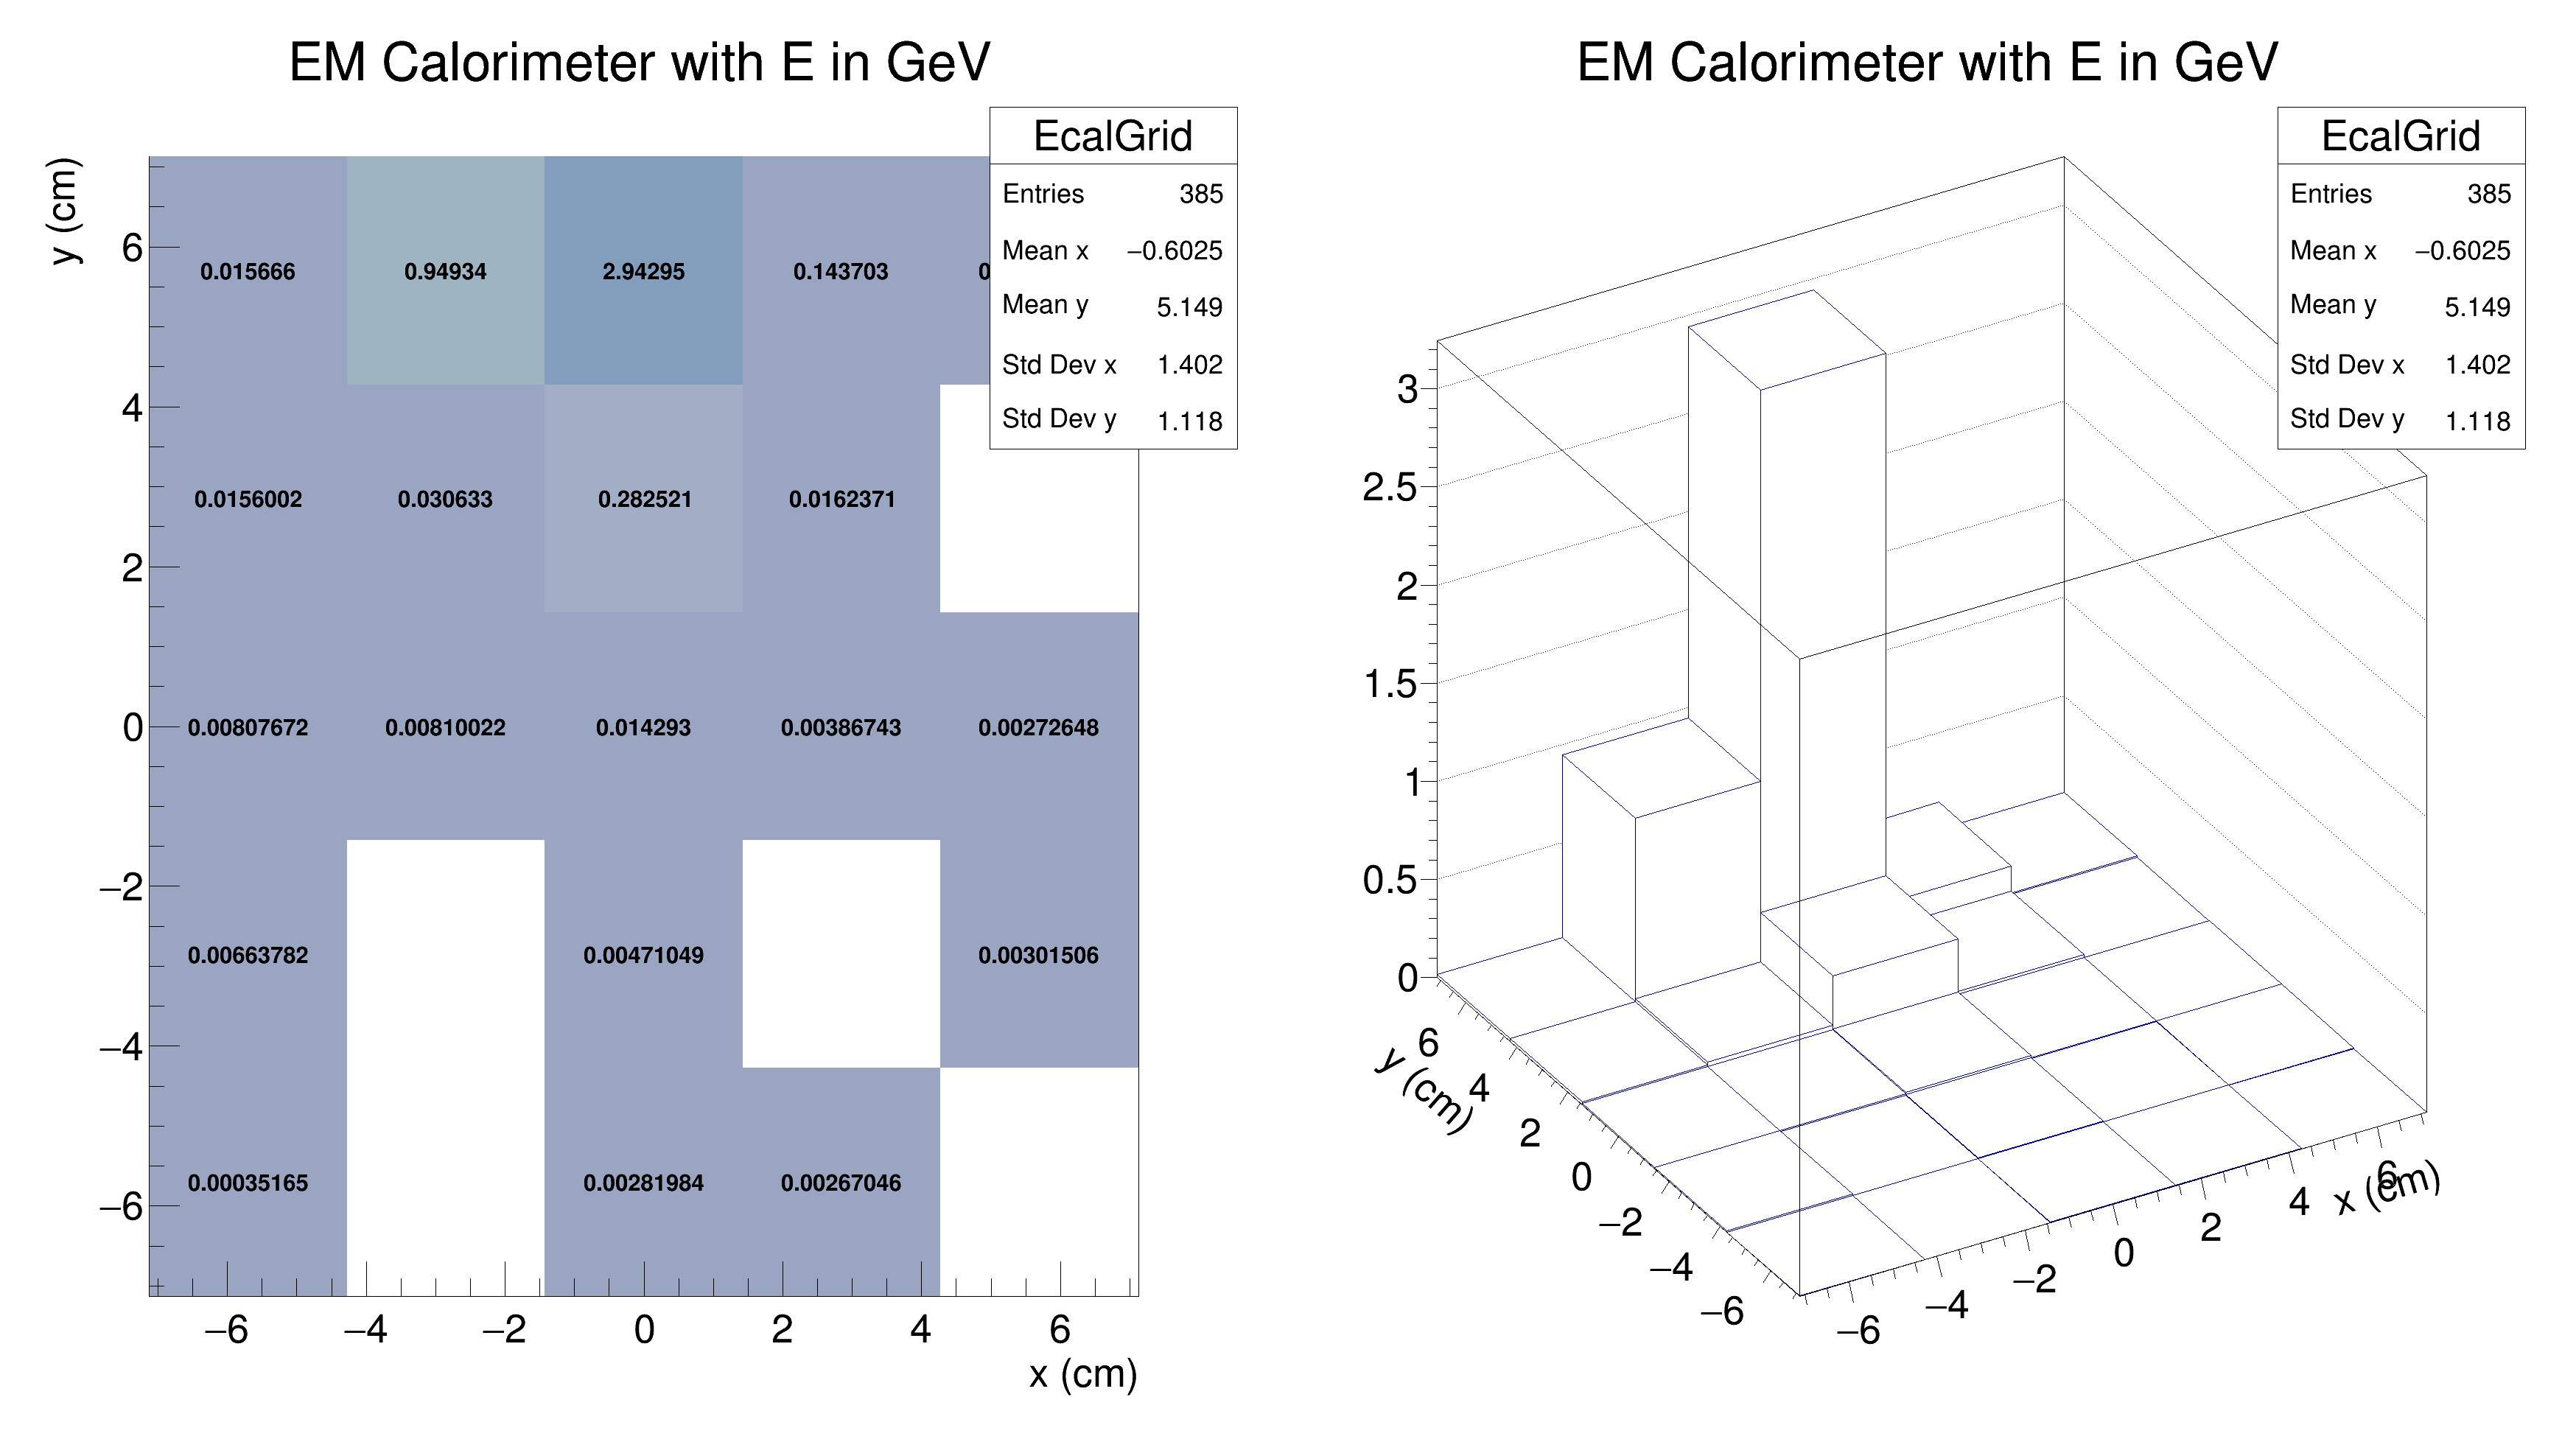 EM Calorimeter with E in GeV
EcalGrid
Entries 385
Mean x −0.6025
Mean y 5.149
Std Dev x 1.402
Std Dev y 1.118
y (cm)
6
4
2
0
−2
−4
−6
0.015666 0.94934 2.94295 0.143703
0.0156002 0.030633 0.282521 0.0162371
0.00807672 0.00810022 0.014293 0.00386743 0.00272648
0.00663782 0.00471049 0.00301506
0.00035165 0.00281984 0.00267046
−6 −4 −2 0 2 4 6
x (cm)
EM Calorimeter with E in GeV
EcalGrid
Entries 385
Mean x −0.6025
Mean y 5.149
Std Dev x 1.402
Std Dev y 1.118
3
2.5
2
1.5
1
0.5
0
6
4
2
0
−2
−4
−6
y (cm)
−6
−4
−2
0
2
4
6
x (cm)